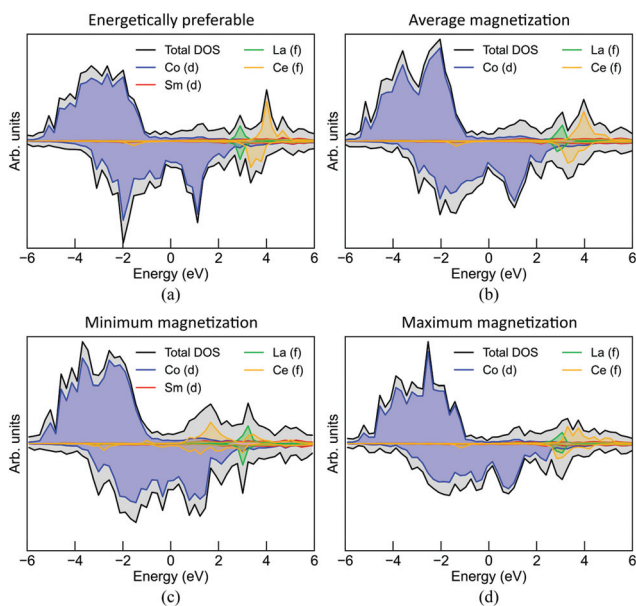 Energetically preferable
Total DOS La (f)
Co (d) Ce (f)
Sm (d)
Arb. units
−6 −4 −2 0 2 4 6
Energy (eV)
(a)
Average magnetization
Total DOS La (f)
Co (d) Ce (f)
Arb. units
−6 −4 −2 0 2 4 6
Energy (eV)
(b)
Minimum magnetization
Total DOS La (f)
Co (d) Ce (f)
Sm (d)
Arb. units
−6 −4 −2 0 2 4 6
Energy (eV)
(c)
Maximum magnetization
Total DOS La (f)
Co (d) Ce (f)
Arb. units
−6 −4 −2 0 2 4 6
Energy (eV)
(d)